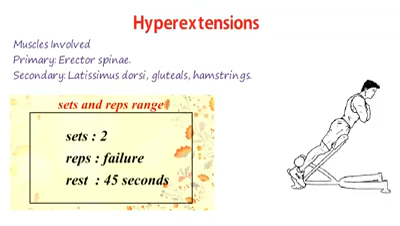 Hyperextensions
Muscles Involved
Primary: Erector spinae.
Secondary: Latissimus dorsi, gluteals, hamstrings.
sets and reps range
sets : 2
reps : failure
rest : 45 seconds